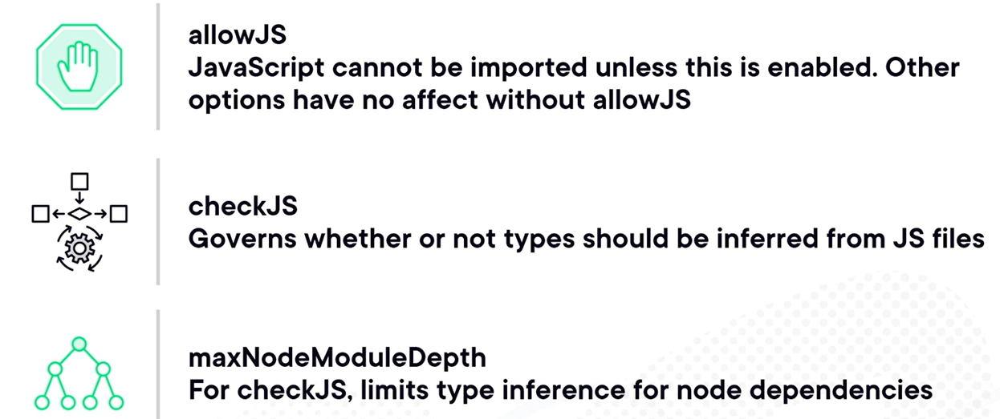 allowJS
JavaScript cannot be imported unless this is enabled. Other
options have no affect without allowJS
checkJS
Governs whether or not types should be inferred from JS files
maxNodeModuleDepth
For checkJS, limits type inference for node dependencies